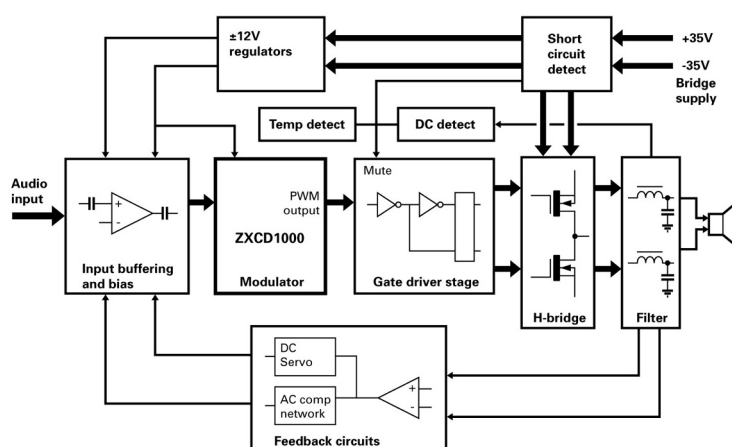 ±12V
regulators
Short
circuit
detect
+35V
-35V
Bridge
supply
Temp detect
DC detect
Audio
input
+
-
Input buffering
and bias
PWM
output
ZXCD1000
Modulator
Mute
Gate driver stage
H-bridge
Filter
DC
Servo
AC comp
network
+
-
Feedback circuits